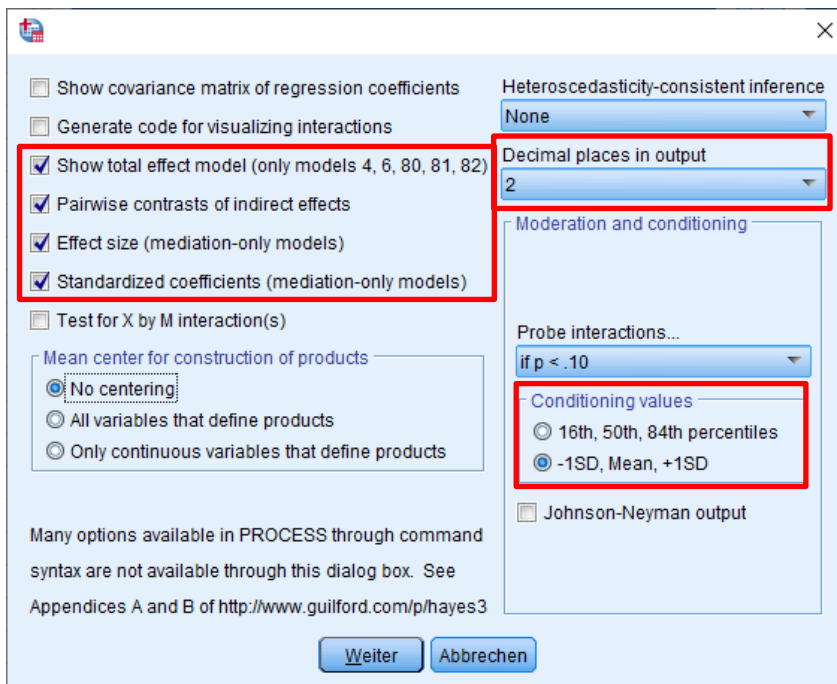 Show covariance matrix of regression coefficients
Generate code for visualizing interactions
Show total effect model (only models 4, 6, 80, 81, 82)
Pairwise contrasts of indirect effects
Effect size (mediation-only models)
Standardized coefficients (mediation-only models)
Test for X by M interaction(s)
Mean center for construction of products
No centering
All variables that define products
Only continuous variables that define products
Many options available in PROCESS through command
syntax are not available through this dialog box. See
Appendices A and B of http://www.guilford.com/p/hayes3
Heteroscedasticity-consistent inference
None
Decimal places in output
2
Moderation and conditioning
Probe interactions...
if p < .10
Conditioning values
16th, 50th, 84th percentiles
-1SD, Mean, +1SD
Johnson-Neyman output
Weiter
Abbrechen